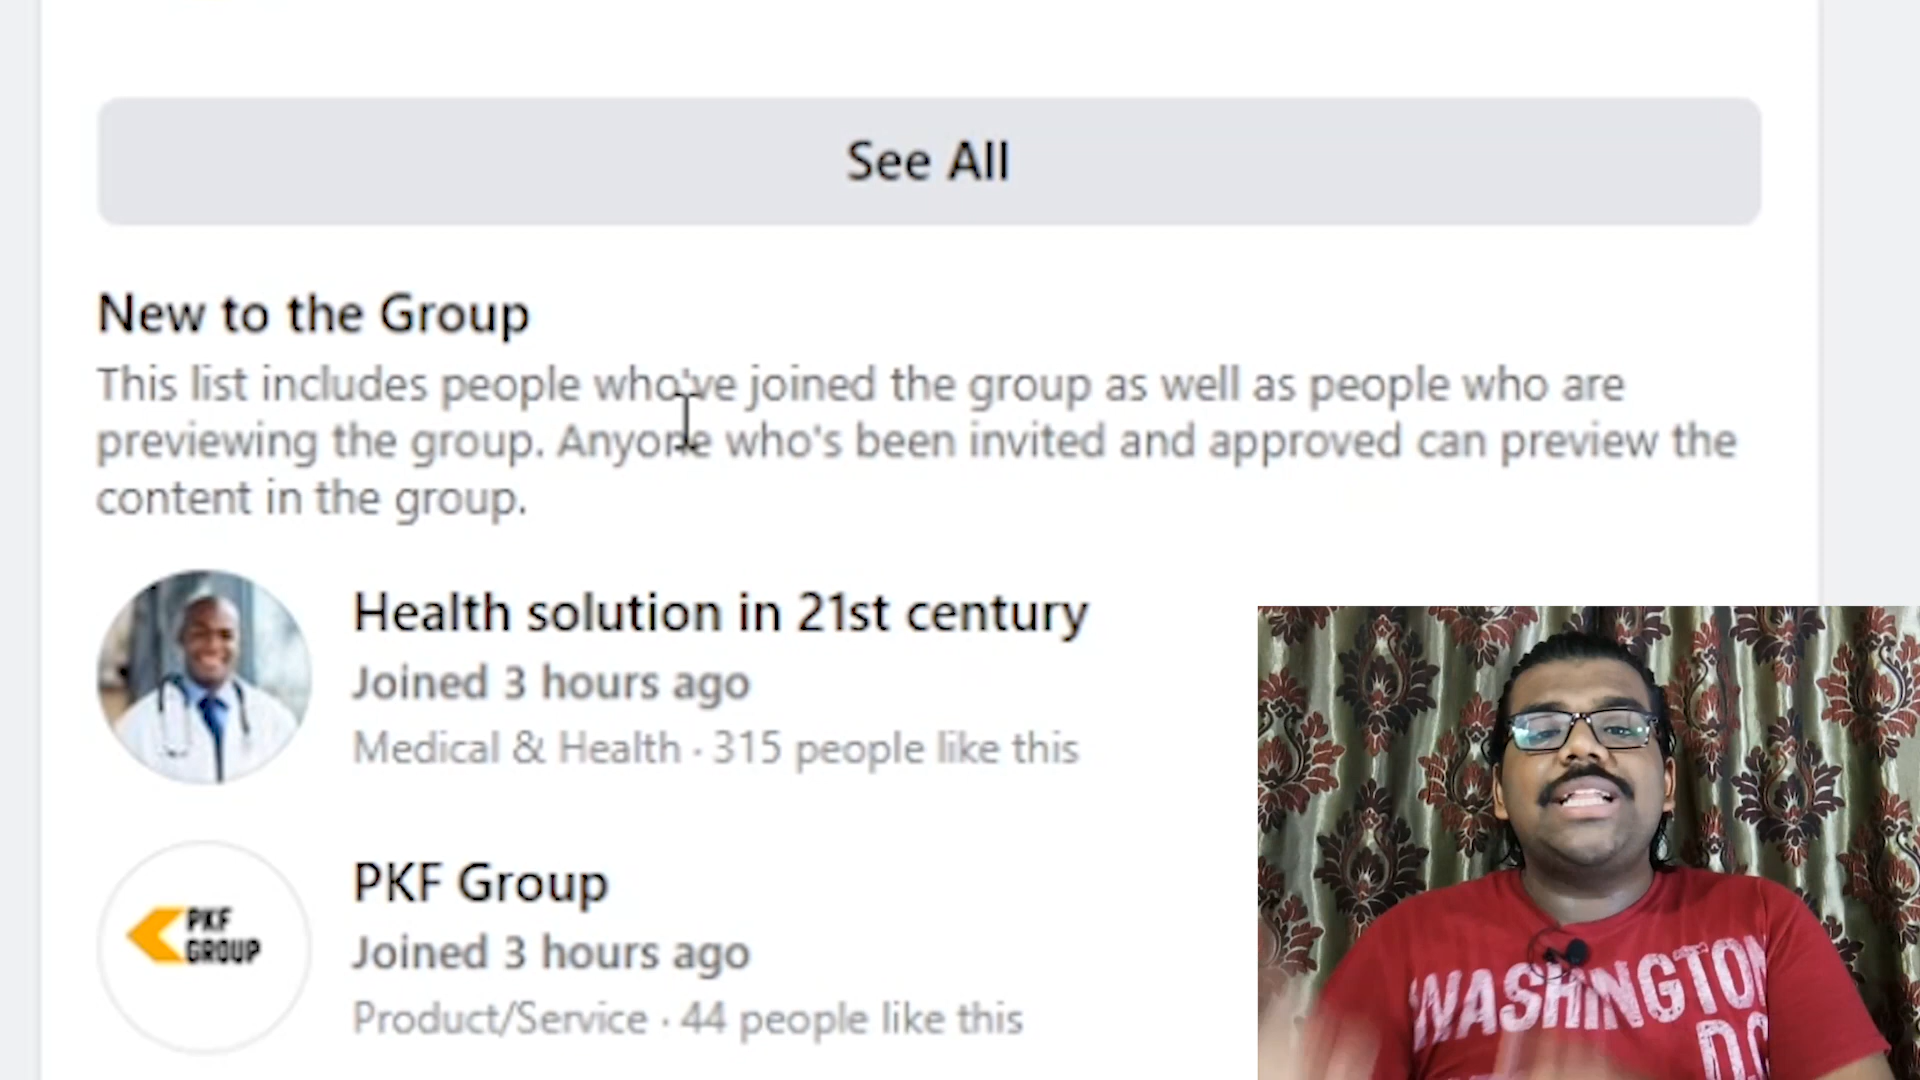 See All
New to the Group
This list includes people who've joined the group as well as people who are
previewing the group. Anyone who's been invited and approved can preview the
content in the group.
Health solution in 21st century
Joined 3 hours ago
Medical & Health · 315 people like this
PKF
GROUP
PKF Group
Joined 3 hours ago
Product/Service · 44 people like this
WASHINGTON
D.C